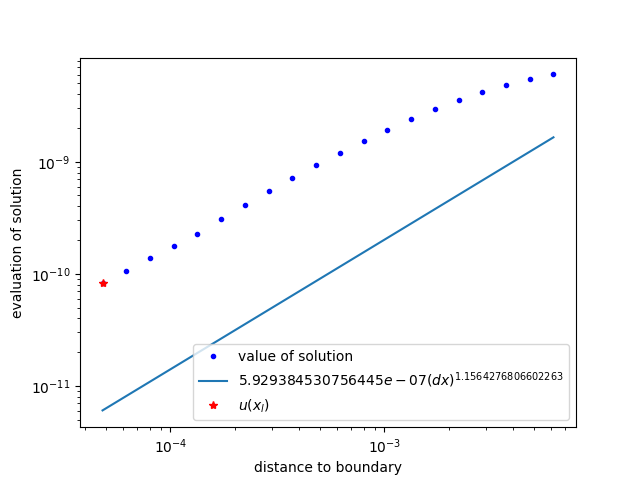 10⁻⁹
10⁻¹⁰
10⁻¹¹
evaluation of solution
value of solution
5.929384530756445e − 07(dx)^1.1564276806602263
u(x_l)
10⁻⁴
10⁻³
distance to boundary